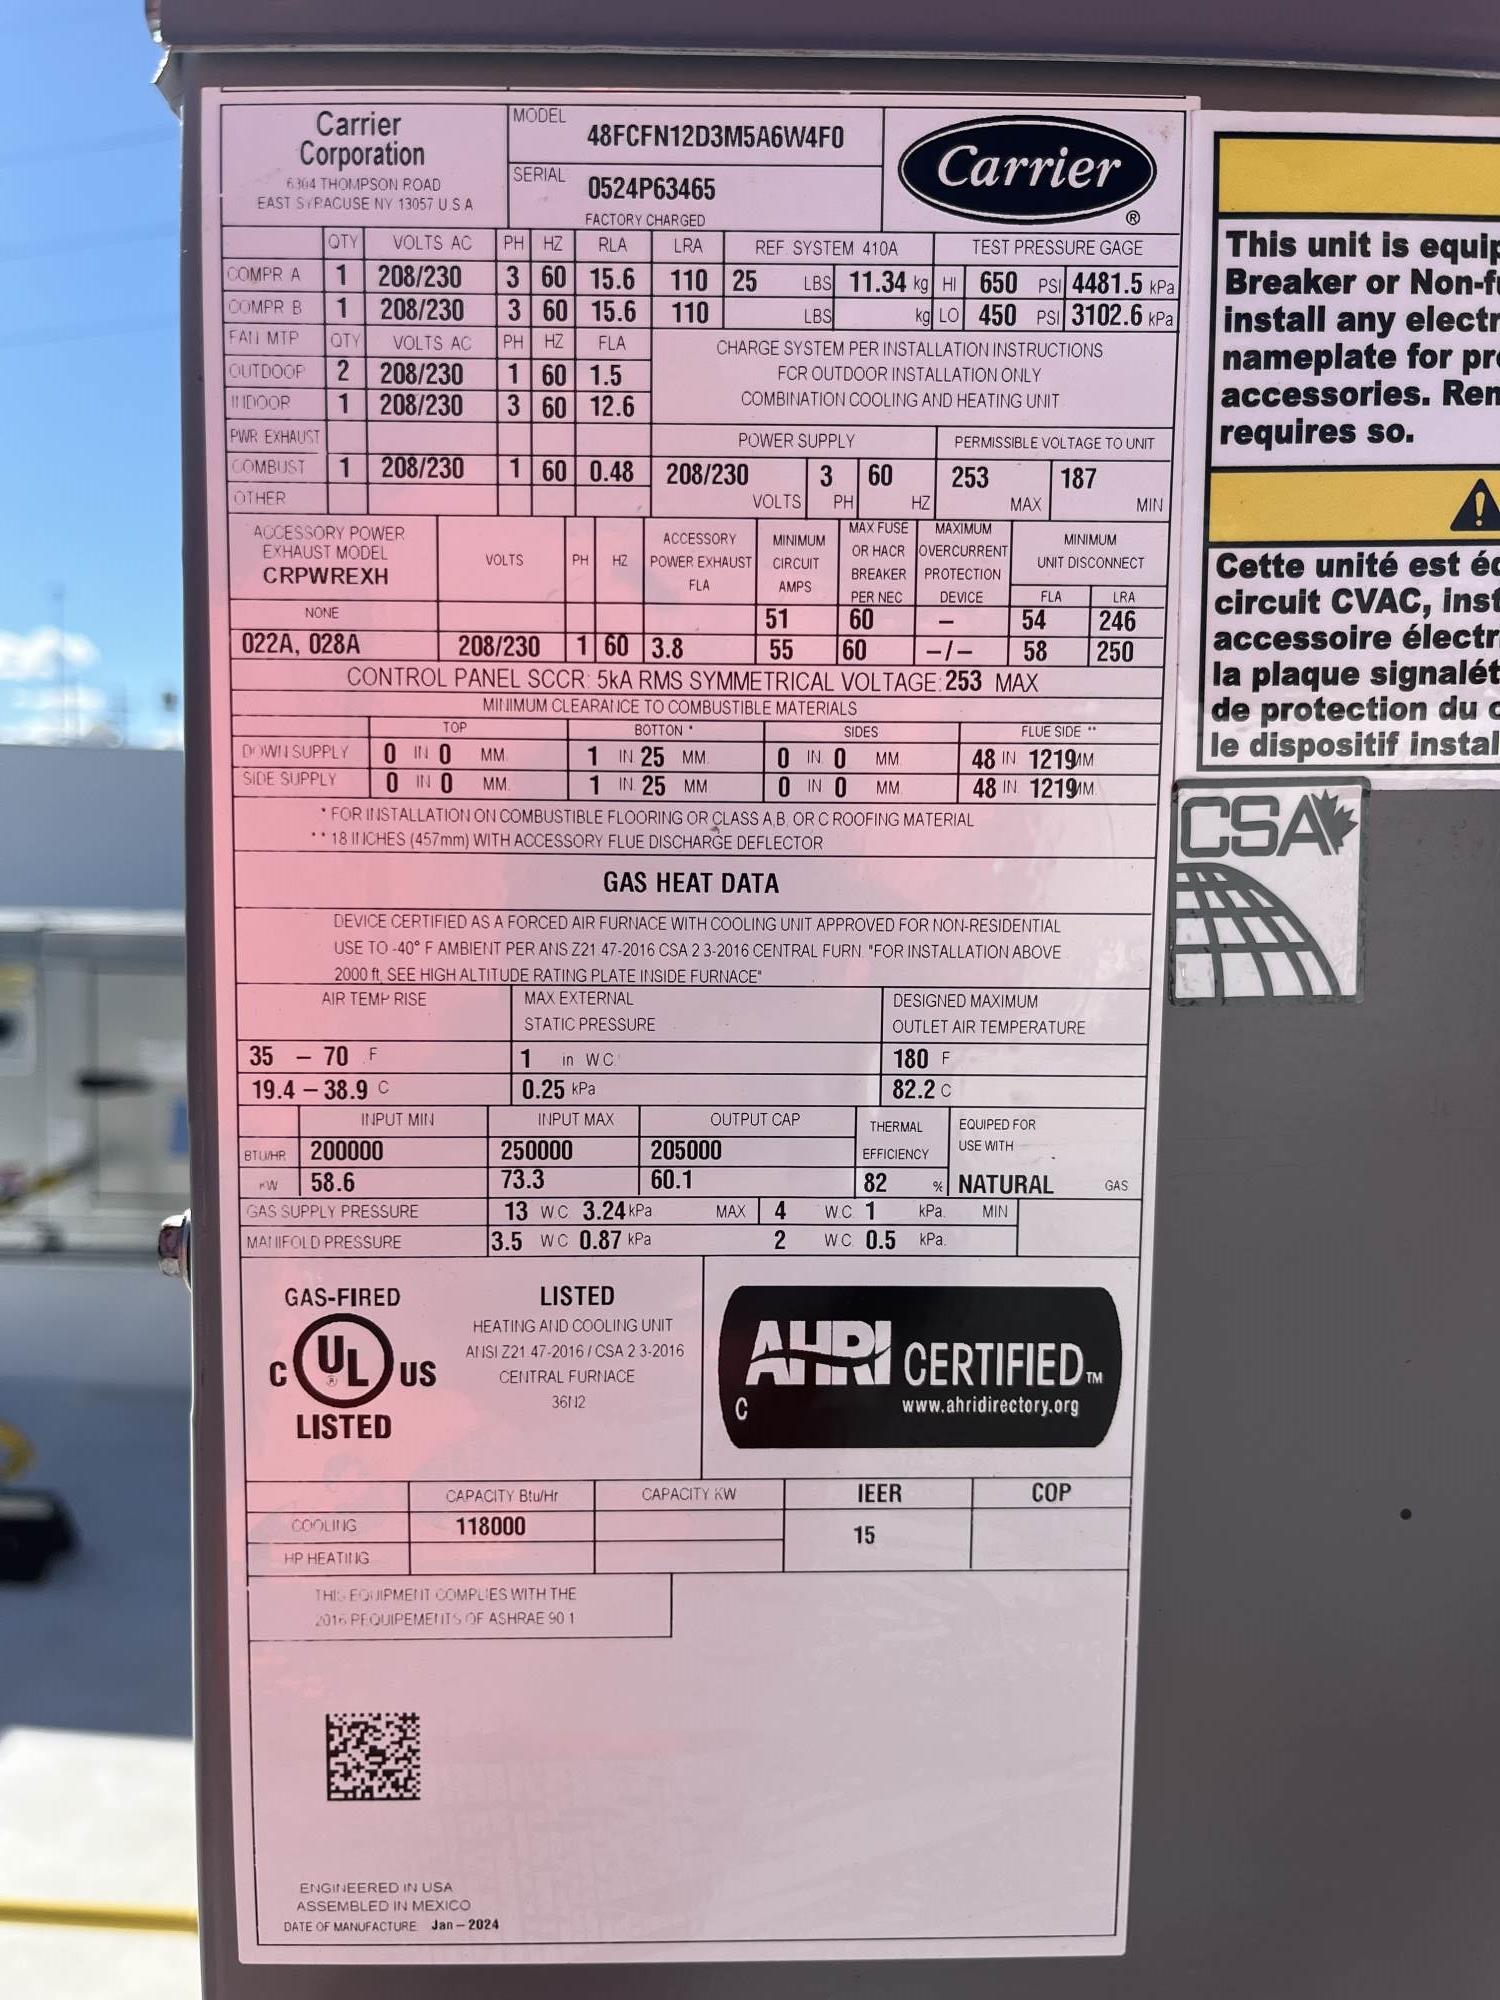 Carrier
Corporation
6304 THOMPSON ROAD
EAST SYRACUSE NY 13057 U.S.A
MODEL 48FCFN12D3M5A6W4F0
SERIAL 0524P63465
FACTORY CHARGED
Carrier
®
QTY VOLTS AC PH HZ RLA LRA REF. SYSTEM 410A TEST PRESSURE GAGE
COMPR A 1 208/230 3 60 15.6 110 25 LBS 11.34 kg HI 650 PSI 4481.5 kPa
COMPR B 1 208/230 3 60 15.6 110 LBS kg LO 450 PSI 3102.6 kPa
FAN MTR QTY VOLTS AC PH HZ FLA
OUTDOOR 2 208/230 1 60 1.5
INDOOR 1 208/230 3 60 12.6
CHARGE SYSTEM PER INSTALLATION INSTRUCTIONS
FOR OUTDOOR INSTALLATION ONLY
COMBINATION COOLING AND HEATING UNIT
PWR EXHAUST POWER SUPPLY PERMISSIBLE VOLTAGE TO UNIT
COMBUST 1 208/230 1 60 0.48 208/230 VOLTS 3 PH 60 HZ 253 MAX 187 MIN
OTHER
ACCESSORY POWER
EXHAUST MODEL
CRPWREXH
VOLTS PH HZ
ACCESSORY
POWER EXHAUST
FLA
MINIMUM
CIRCUIT
AMPS
MAX FUSE
OR HACR
BREAKER
PER NEC
MAXIMUM
OVERCURRENT
PROTECTION
DEVICE
MINIMUM
UNIT DISCONNECT
FLA LRA
NONE 51 60 – 54 246
022A, 028A 208/230 1 60 3.8 55 60 –/– 58 250
CONTROL PANEL SCCR: 5kA RMS SYMMETRICAL VOLTAGE: 253 MAX
MINIMUM CLEARANCE TO COMBUSTIBLE MATERIALS
TOP BOTTON * SIDES FLUE SIDE **
DOWN SUPPLY 0 IN 0 MM. 1 IN 25 MM. 0 IN. 0 MM 48 IN. 1219MM
SIDE SUPPLY 0 IN 0 MM. 1 IN. 25 MM 0 IN 0 MM. 48 IN. 1219MM.
* FOR INSTALLATION ON COMBUSTIBLE FLOORING OR CLASS A,B, OR C ROOFING MATERIAL
** 18 INCHES (457mm) WITH ACCESSORY FLUE DISCHARGE DEFLECTOR
GAS HEAT DATA
DEVICE CERTIFIED AS A FORCED AIR FURNACE WITH COOLING UNIT APPROVED FOR NON-RESIDENTIAL
USE TO -40° F AMBIENT PER ANS Z21.47-2016 CSA 2.3-2016 CENTRAL FURN. "FOR INSTALLATION ABOVE
2000 ft, SEE HIGH ALTITUDE RATING PLATE INSIDE FURNACE"
AIR TEMP RISE
MAX EXTERNAL
STATIC PRESSURE
DESIGNED MAXIMUM
OUTLET AIR TEMPERATURE
35 – 70 F 1 in W.C 180 F
19.4 – 38.9 C 0.25 kPa 82.2 C
INPUT MIN INPUT MAX OUTPUT CAP THERMAL EFFICIENCY EQUIPED FOR USE WITH
BTU/HR 200000 250000 205000
KW 58.6 73.3 60.1 82 % NATURAL GAS
GAS SUPPLY PRESSURE 13 W.C 3.24 kPa MAX 4 W.C 1 kPa. MIN
MANIFOLD PRESSURE 3.5 W.C 0.87 kPa 2 W.C 0.5 kPa.
GAS-FIRED
C UL ® US
LISTED
LISTED
HEATING AND COOLING UNIT
ANSI Z21.47-2016 / CSA 2.3-2016
CENTRAL FURNACE
36N2
AHRI CERTIFIED™
C www.ahridirectory.org
CAPACITY Btu/Hr CAPACITY KW IEER COP
COOLING 118000 15
HP HEATING
THIS EQUIPMENT COMPLIES WITH THE
2016 REQUIREMENTS OF ASHRAE 90.1
ENGINEERED IN USA
ASSEMBLED IN MEXICO
DATE OF MANUFACTURE Jan – 2024
This unit is equip
Breaker or Non-f
install any electr
nameplate for pr
accessories. Rem
requires so.
Cette unité est é
circuit CVAC, inst
accessoire électr
la plaque signalét
de protection du
le dispositif instal
CSA